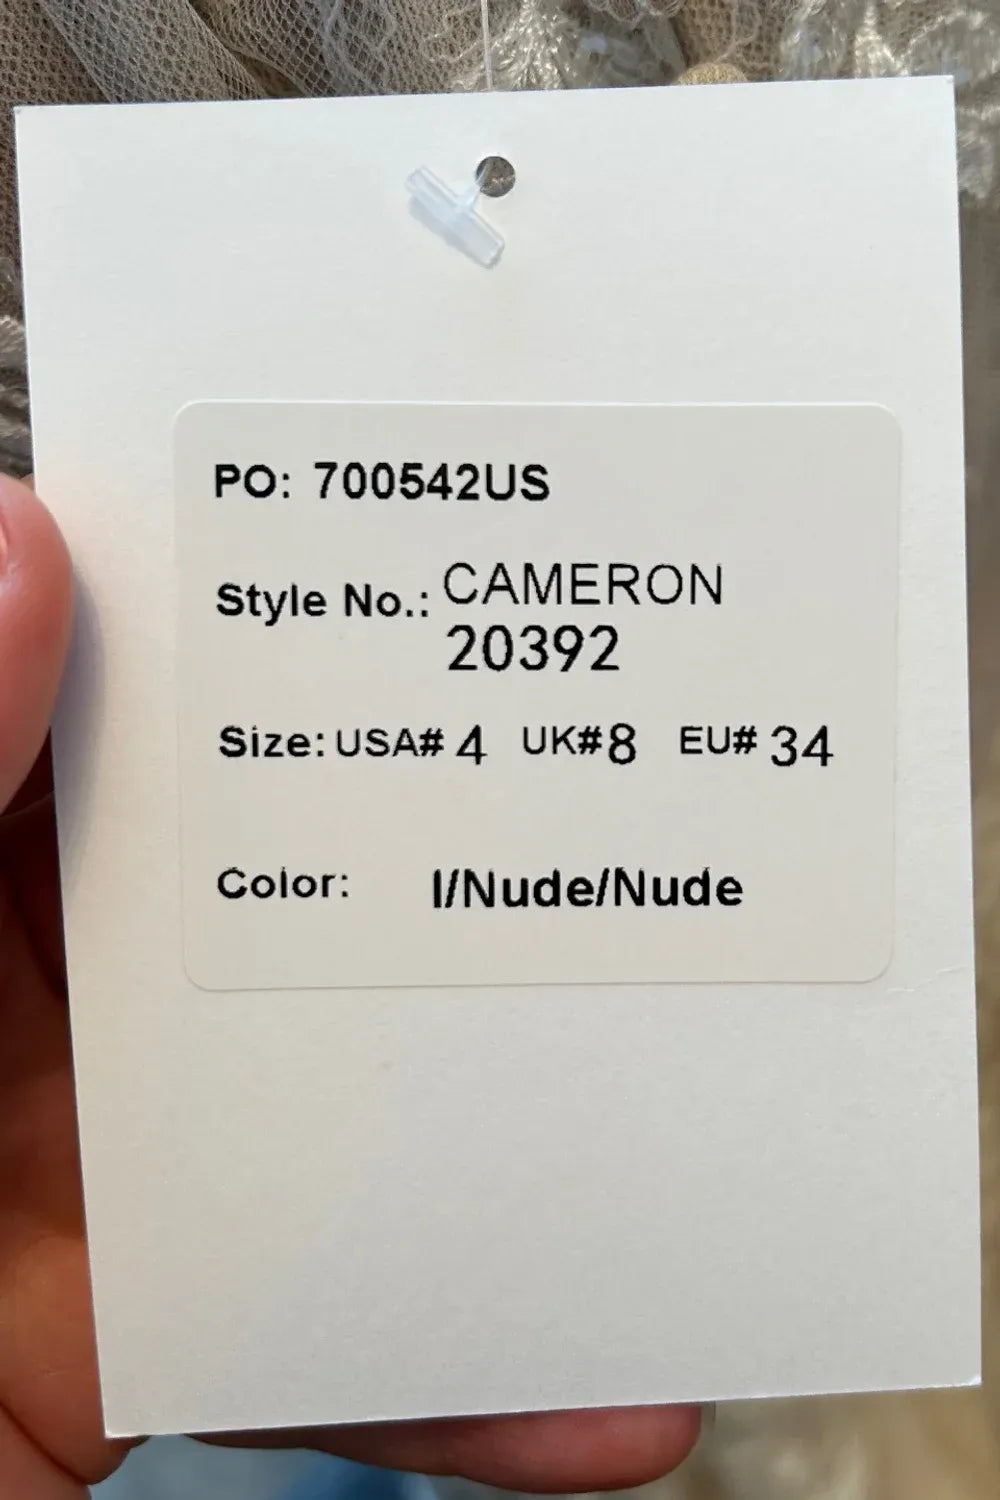 PO: 700542US
Style No.: CAMERON
20392
Size: USA# 4 UK#8 EU# 34
Color: I/Nude/Nude